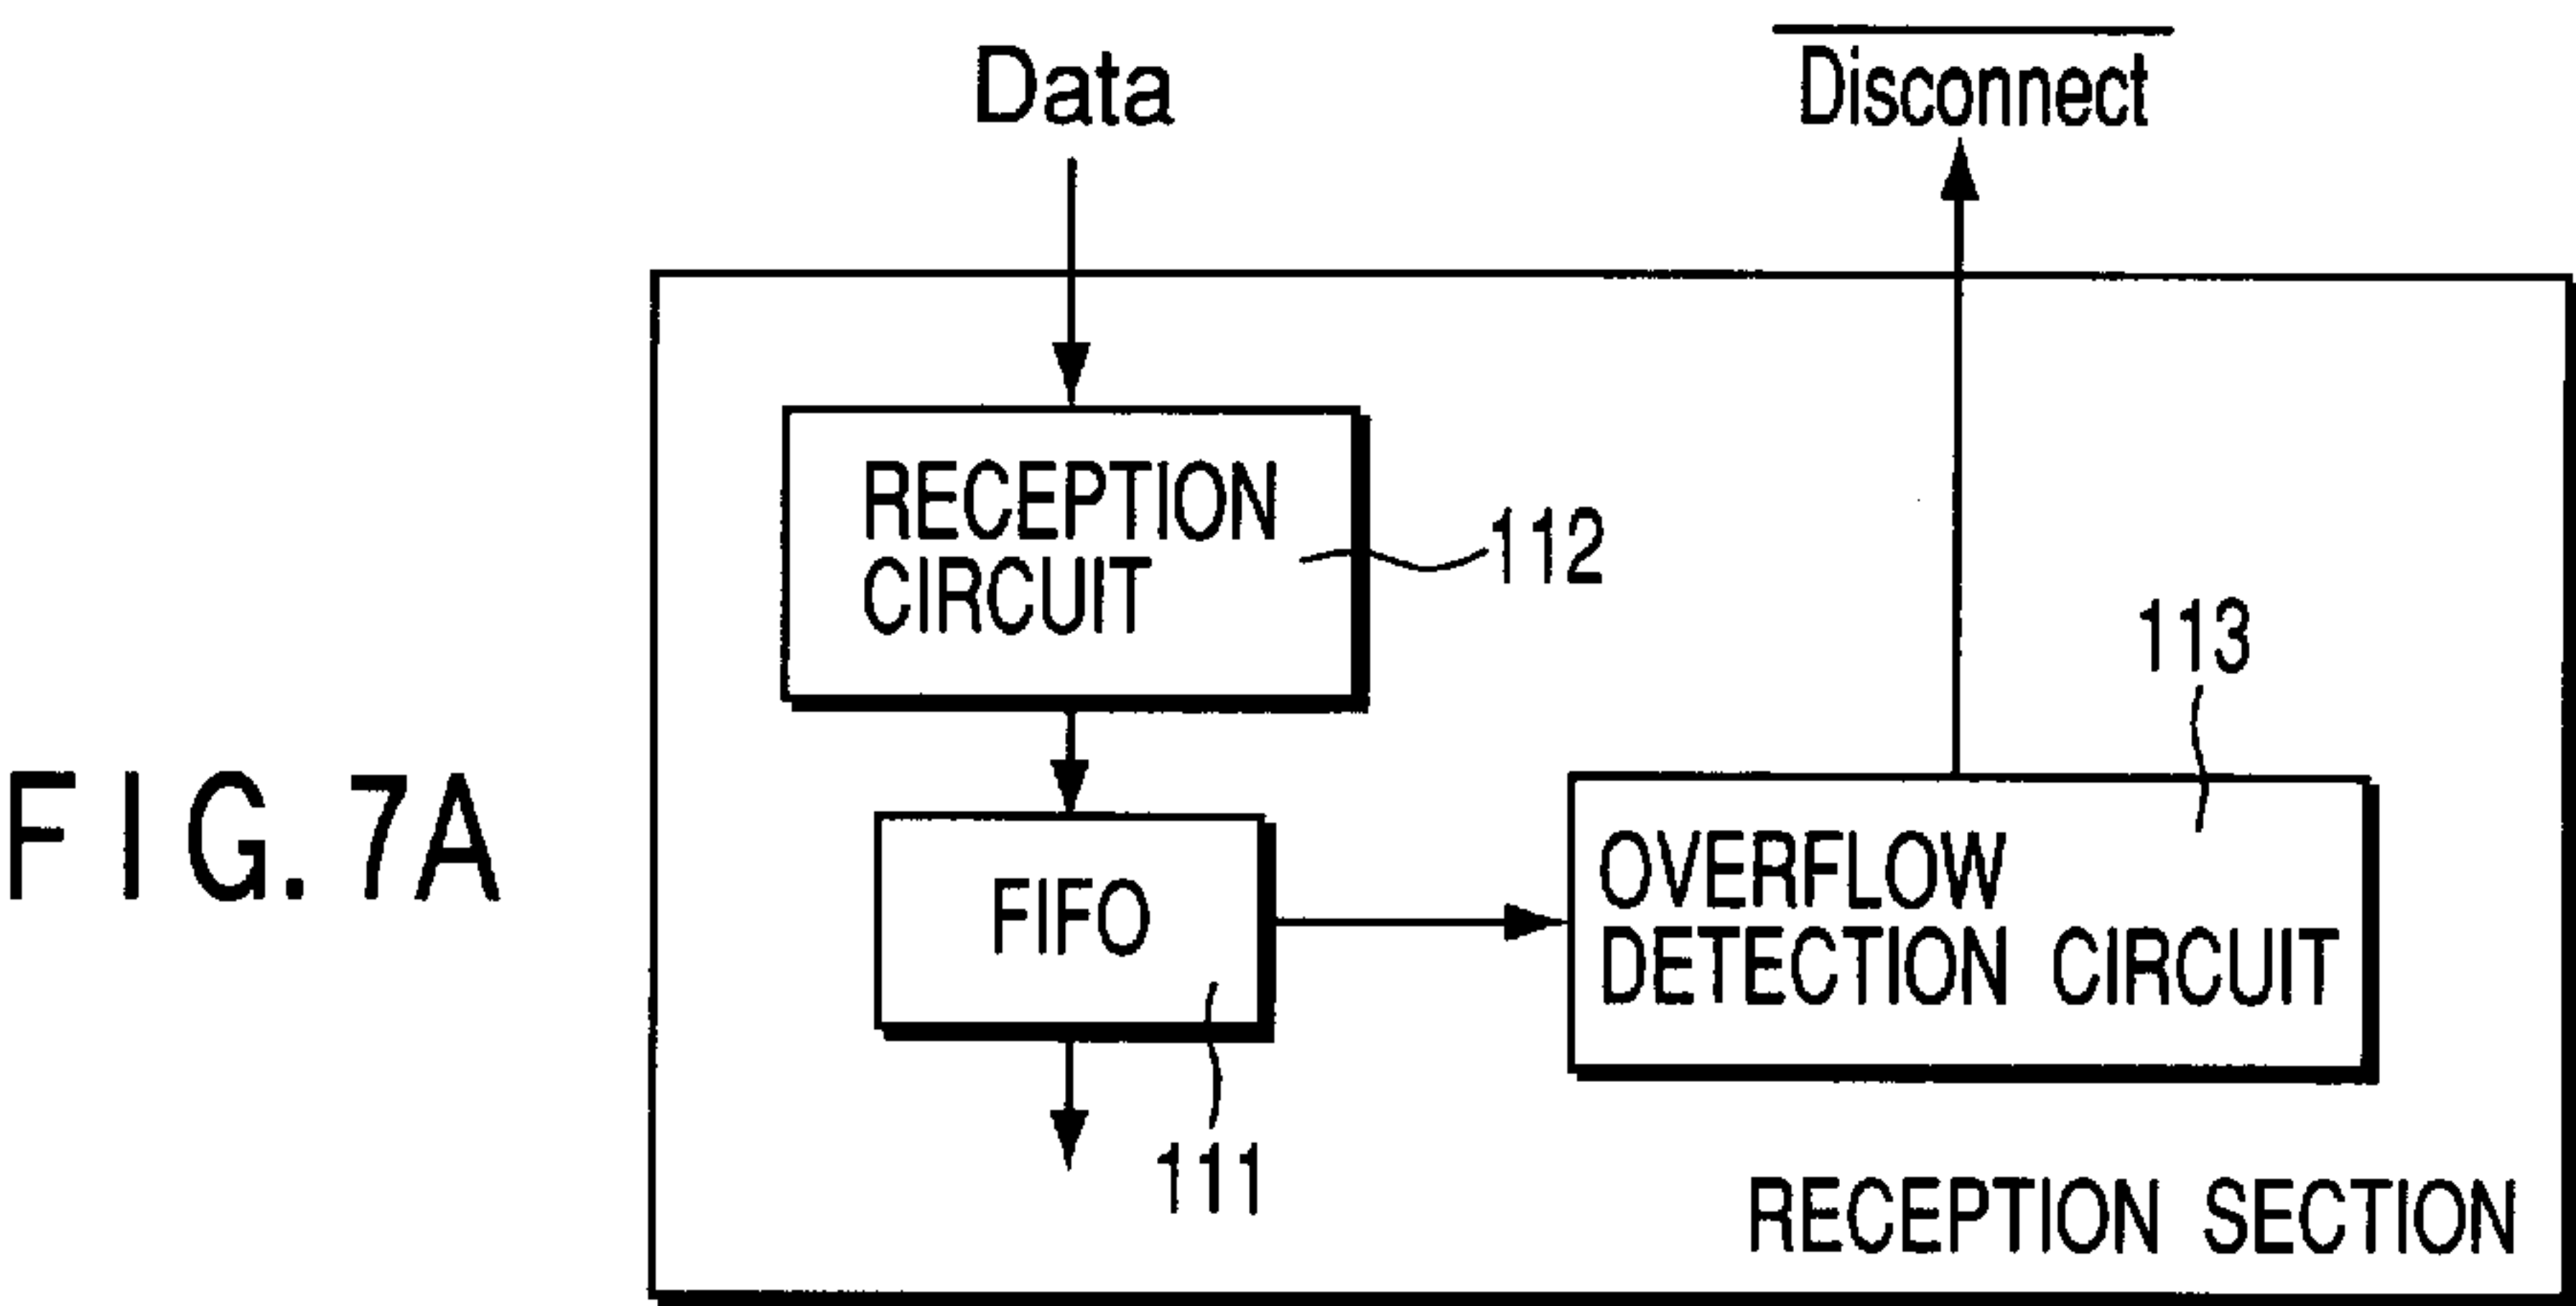 Data
Disconnect
RECEPTION
CIRCUIT
112
113
FIG. 7A
FIFO
OVERFLOW
DETECTION CIRCUIT
111
RECEPTION SECTION